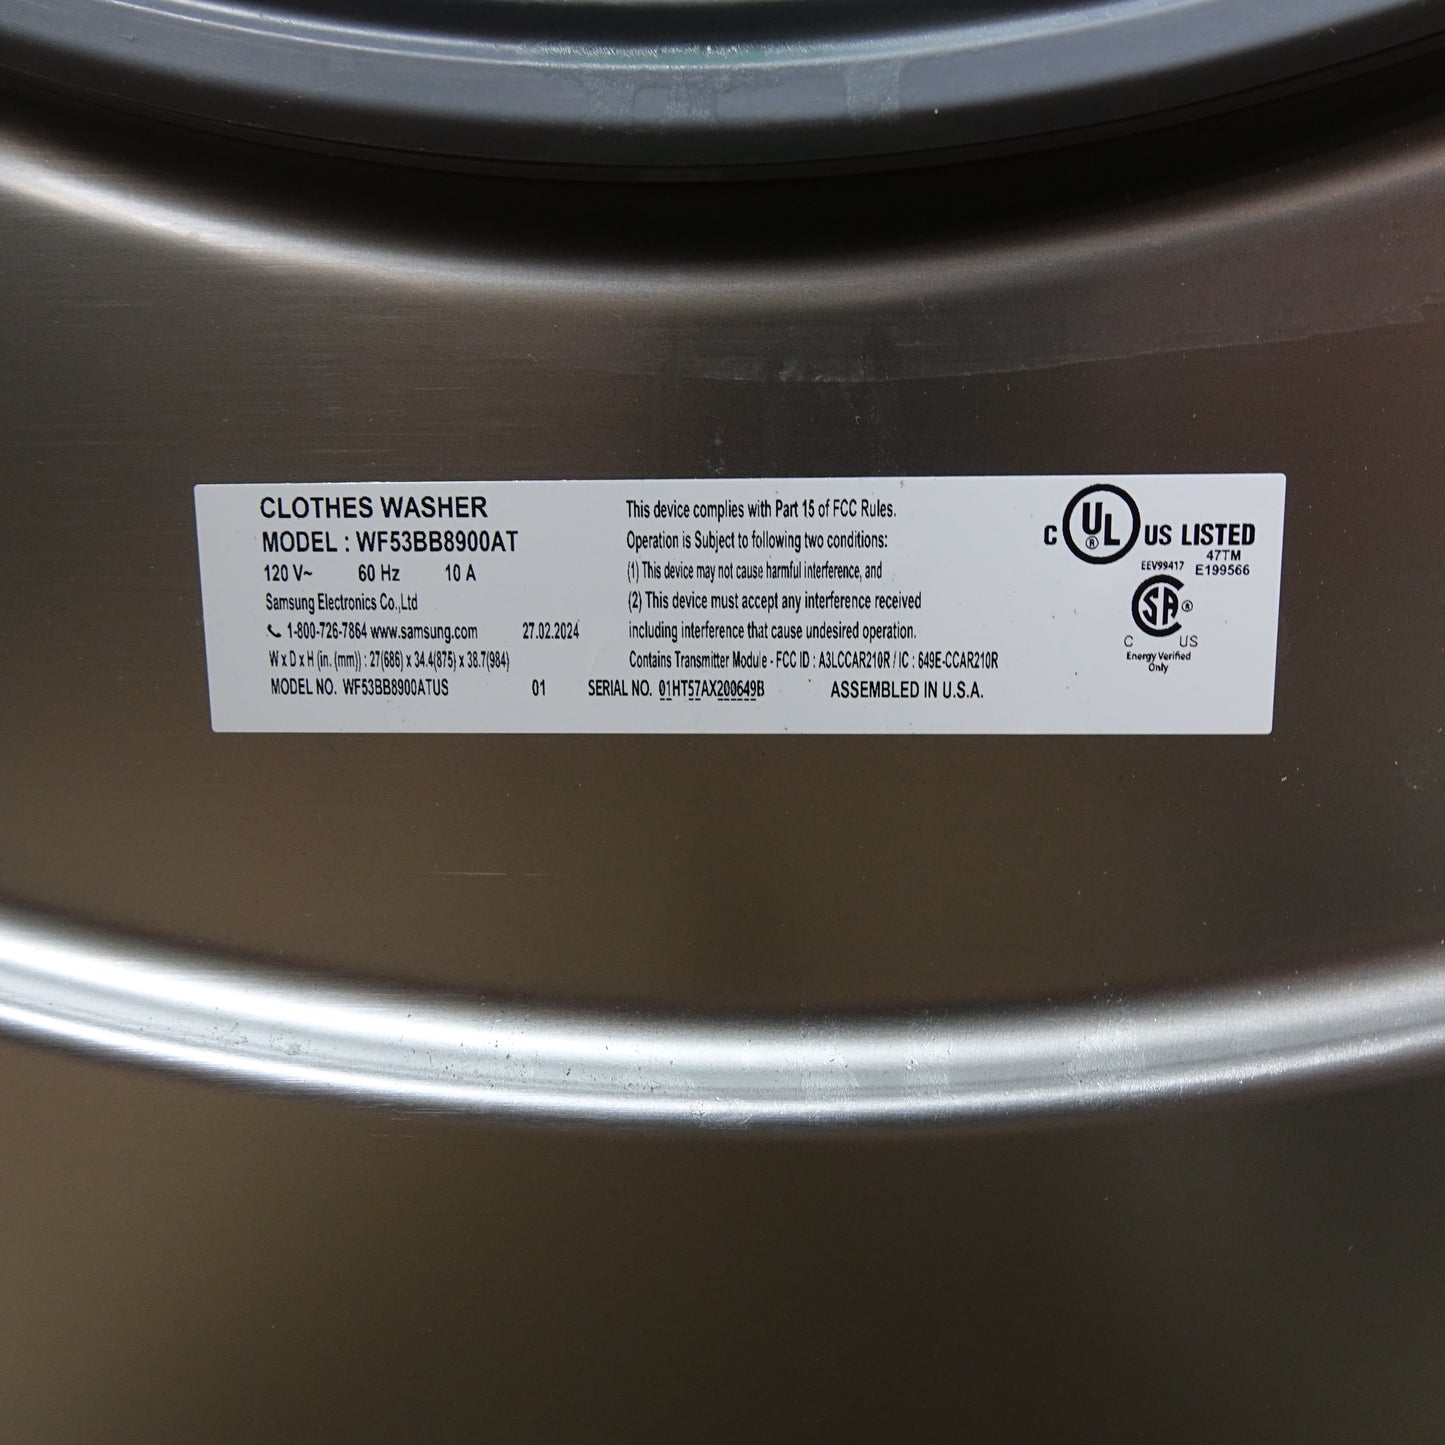 CLOTHES WASHER
MODEL : WF53BB8900AT
120 V~ 60 Hz 10 A
Samsung Electronics Co.,Ltd
1-800-726-7864 www.samsung.com 27.02.2024
W x D x H (in. (mm)) : 27(686) x 34.4(875) x 38.7(984)
MODEL NO. WF53BB8900ATUS 01 SERIAL NO. 01HT57AX200649B ASSEMBLED IN U.S.A.
This device complies with Part 15 of FCC Rules.
Operation is Subject to following two conditions:
(1) This device may not cause harmful interference, and
(2) This device must accept any interference received
including interference that cause undesired operation.
Contains Transmitter Module - FCC ID : A3LCCAR210R / IC : 649E-CCAR210R
C UL ® US LISTED
47TM
EEV99417 E199566
SA ®
C US
Energy Verified
Only